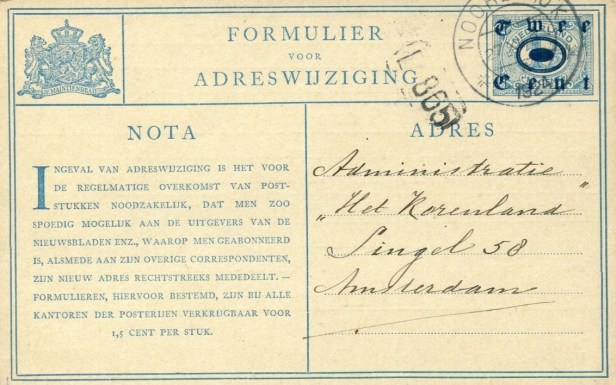 FORMULIER
VOOR
ADRESWIJZIGING
JE MAINTIENDRAI
Twee
Cent
865
NOTA
INGEVAL VAN ADRESWIJZIGING IS HET VOOR
DE REGELMATIGE OVERKOMST VAN POST-
STUKKEN NOODZAKELIJK, DAT MEN ZOO
SPOEDIG MOGELIJK AAN DE UITGEVERS VAN DE
NIEUWSBLADEN ENZ., WAAROP MEN GEABONNEERD
IS, ALSMEDE AAN ZIJN OVERIGE CORRESPONDENTEN,
ZIJN NIEUW ADRES RECHTSTREEKS MEDEDEELT. —
FORMULIEREN, HIERVOOR BESTEMD, ZIJN BIJ ALLE
KANTOREN DER POSTERIJEN VERKRIJGBAAR VOOR
1,5 CENT PER STUK.
ADRES
Administratie
„Het Korenland"
Singel 58
Amsterdam